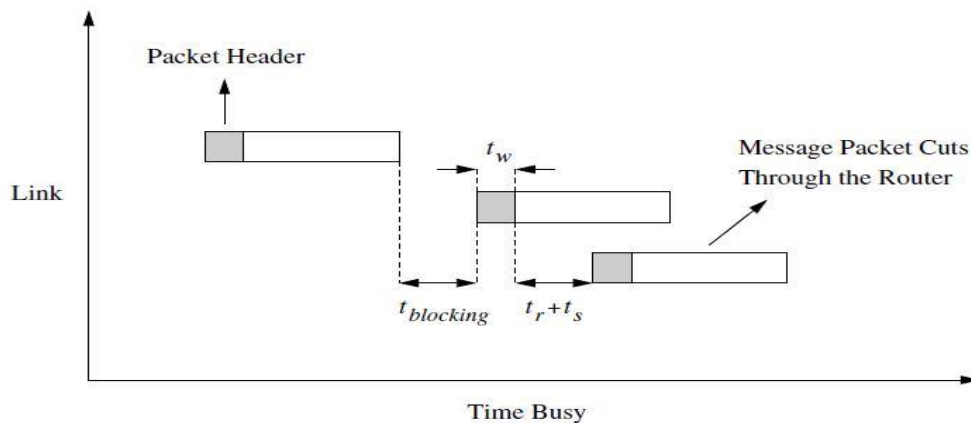 Packet Header
t_w
Message Packet Cuts
Through the Router
Link
t_blocking
t_r+t_s
Time Busy